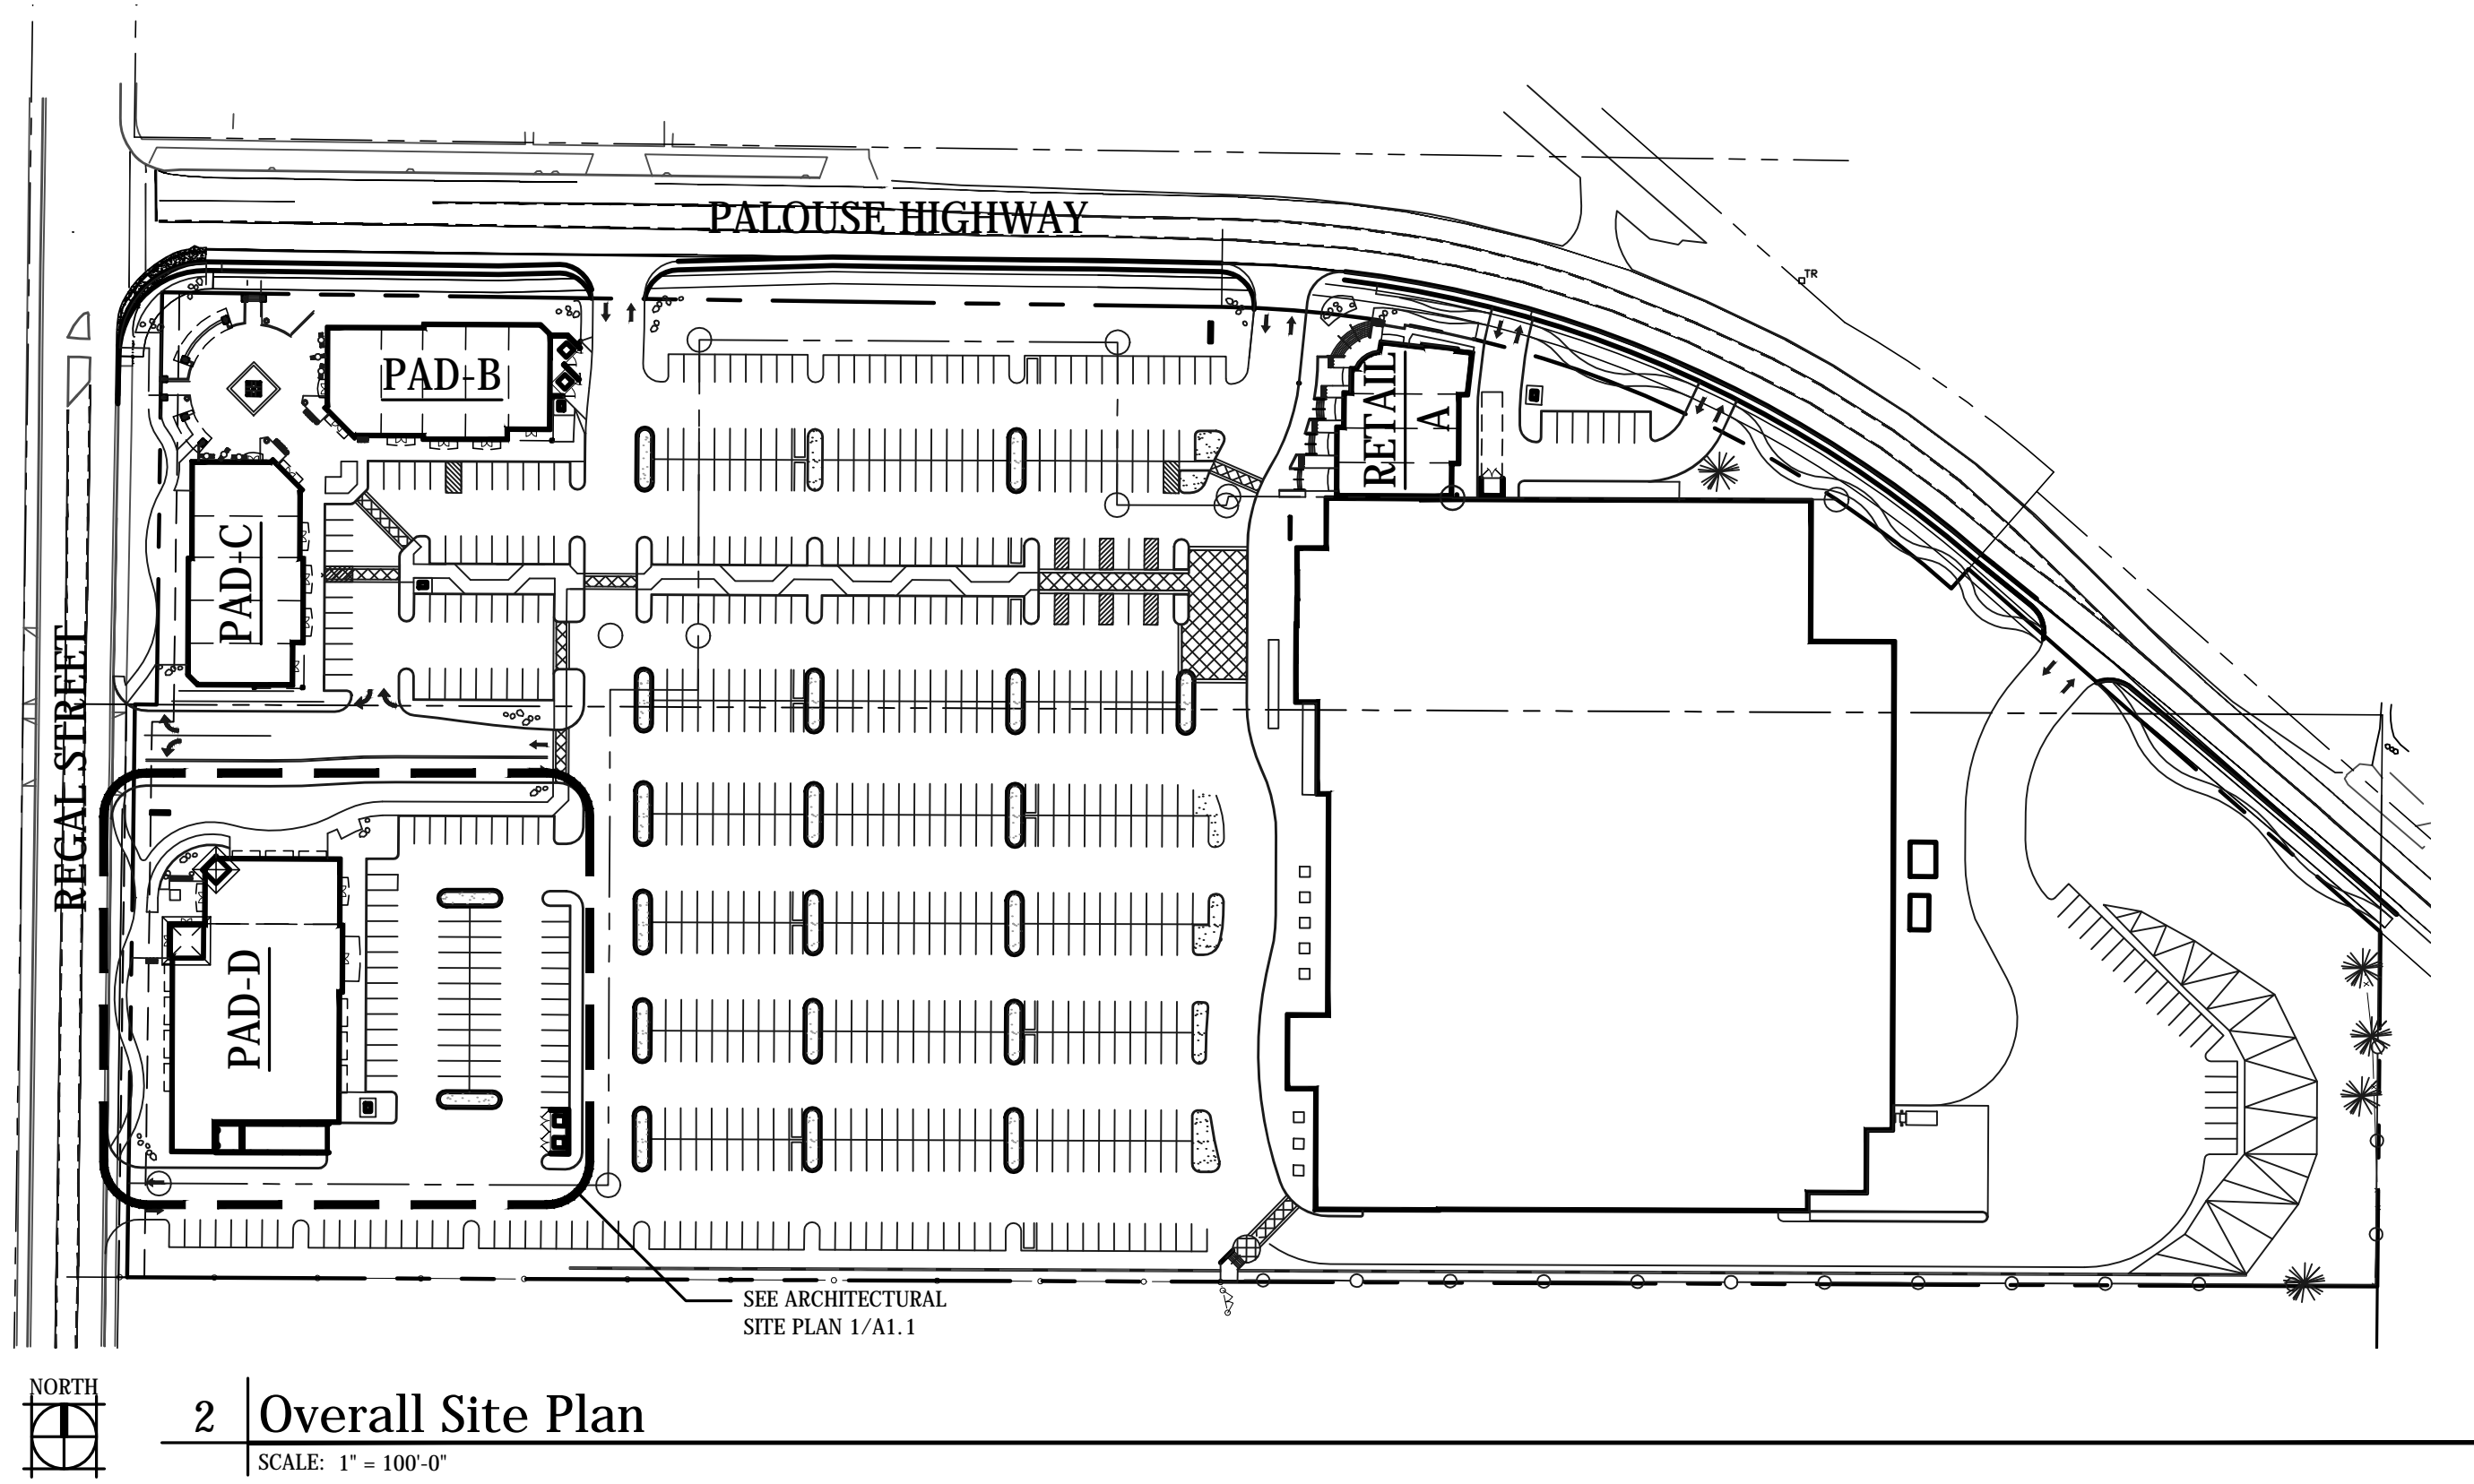 PALOUSE HIGHWAY
TR
PAD-B
RETAIL
A
PAD-C
REGAL STREET
PAD-D
SEE ARCHITECTURAL
SITE PLAN 1/A1.1
NORTH
2
Overall Site Plan
SCALE: 1" = 100'-0"